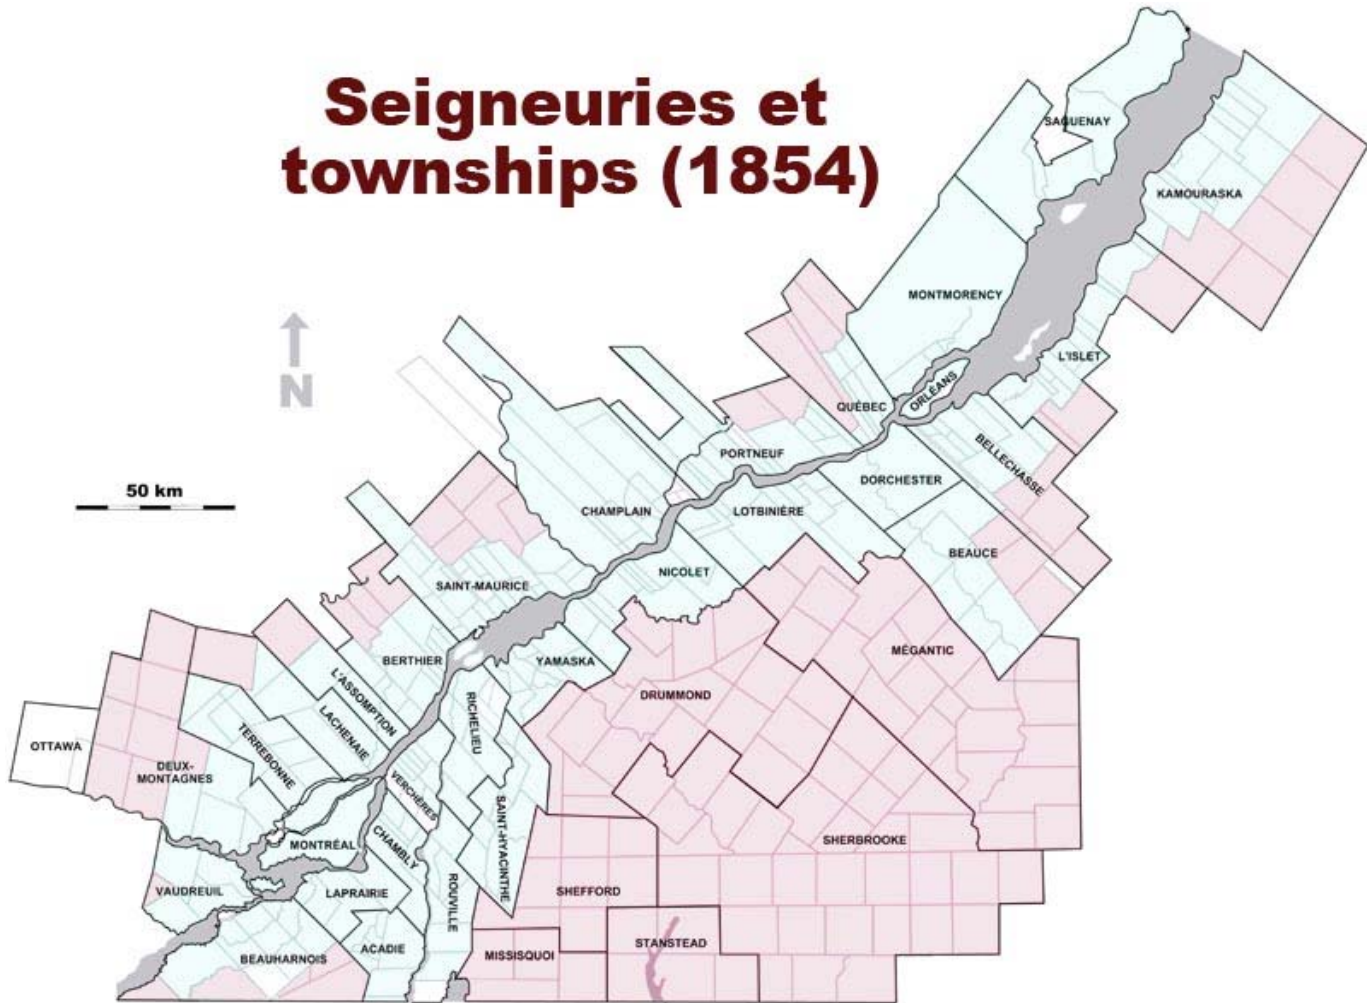 Seigneuries et
townships (1854)
SAGUENAY
KAMOURASKA
MONTMORENCY
N
L'ISLET
ORLÉANS
QUÉBEC
BELLECHASSE
PORTNEUF
DORCHESTER
50 km
CHAMPLAIN
LOTBINIÈRE
BEAUCE
NICOLET
SAINT-MAURICE
MÉGANTIC
BERTHIER
YAMASKA
DRUMMOND
L'ASSOMPTION
LACHENAIE
RICHELIEU
TERREBONNE
OTTAWA
DEUX-
MONTAGNES
VERCHÈRES
SAINT-HYACINTHE
SHERBROOKE
MONTRÉAL
CHAMBLY
VAUDREUIL
LAPRAIRIE
ROUVILLE
SHEFFORD
ACADIE
STANSTEAD
BEAUHARNOIS
MISSISQUOI